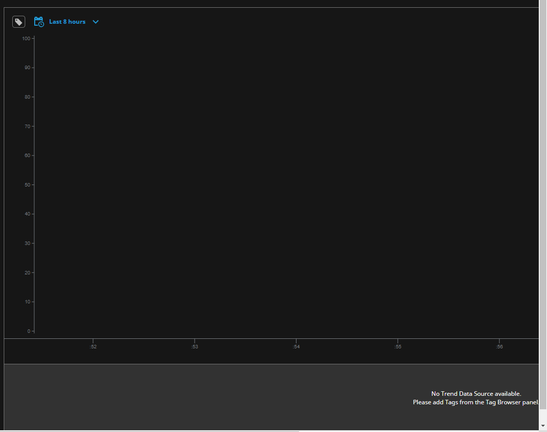 Last 8 hours
100
90
80
70
60
50
40
30
20
10
0
:52 :53 :54 :55 :56
No Trend Data Source available.
Please add Tags from the Tag Browser panel